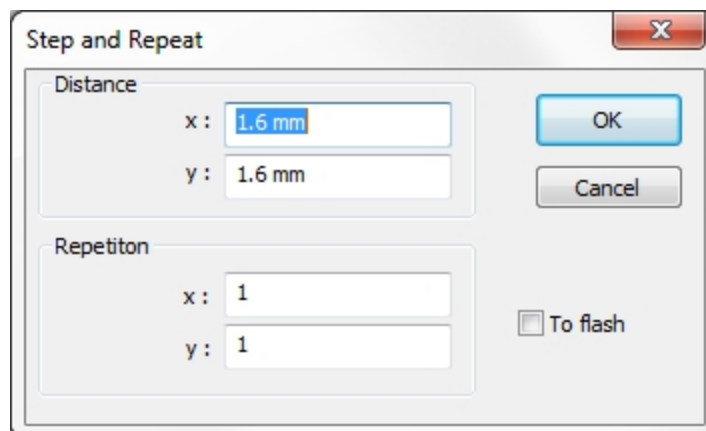 Step and Repeat
Distance
x : 1.6 mm
OK
y : 1.6 mm
Cancel
Repetiton
x : 1
To flash
y : 1